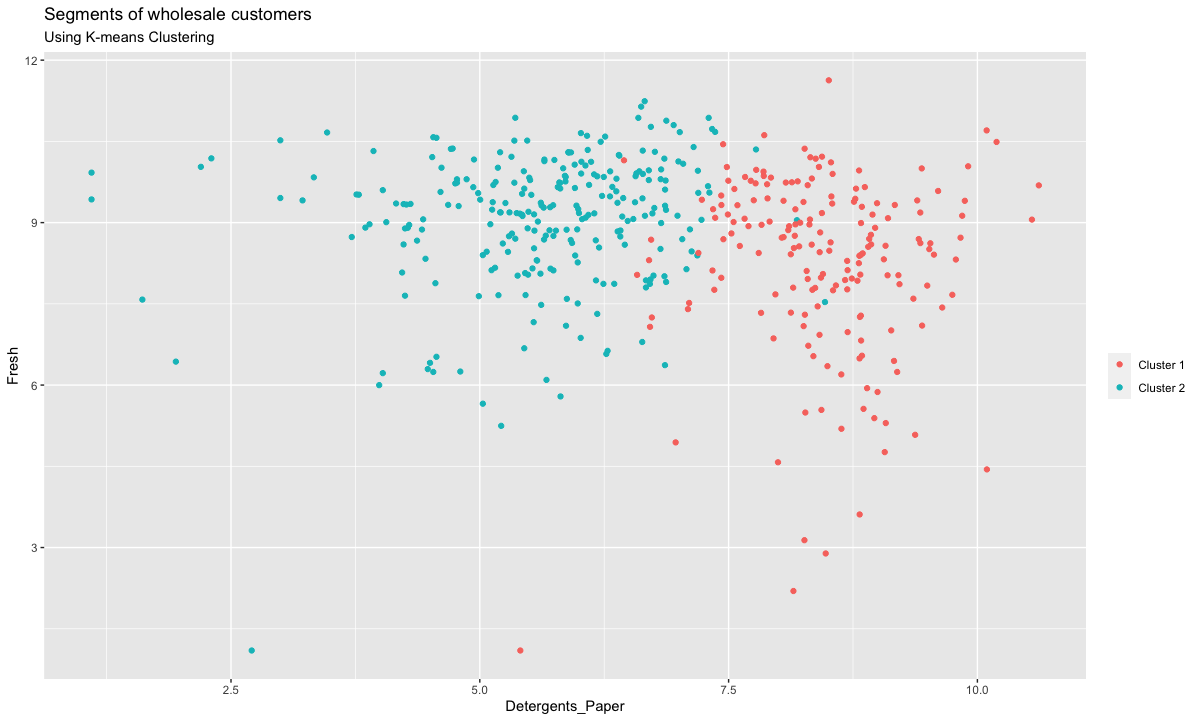 Segments of wholesale customers
Using K-means Clustering
12
9
6
3
Fresh
2.5
5.0
7.5
10.0
Detergents_Paper
Cluster 1
Cluster 2